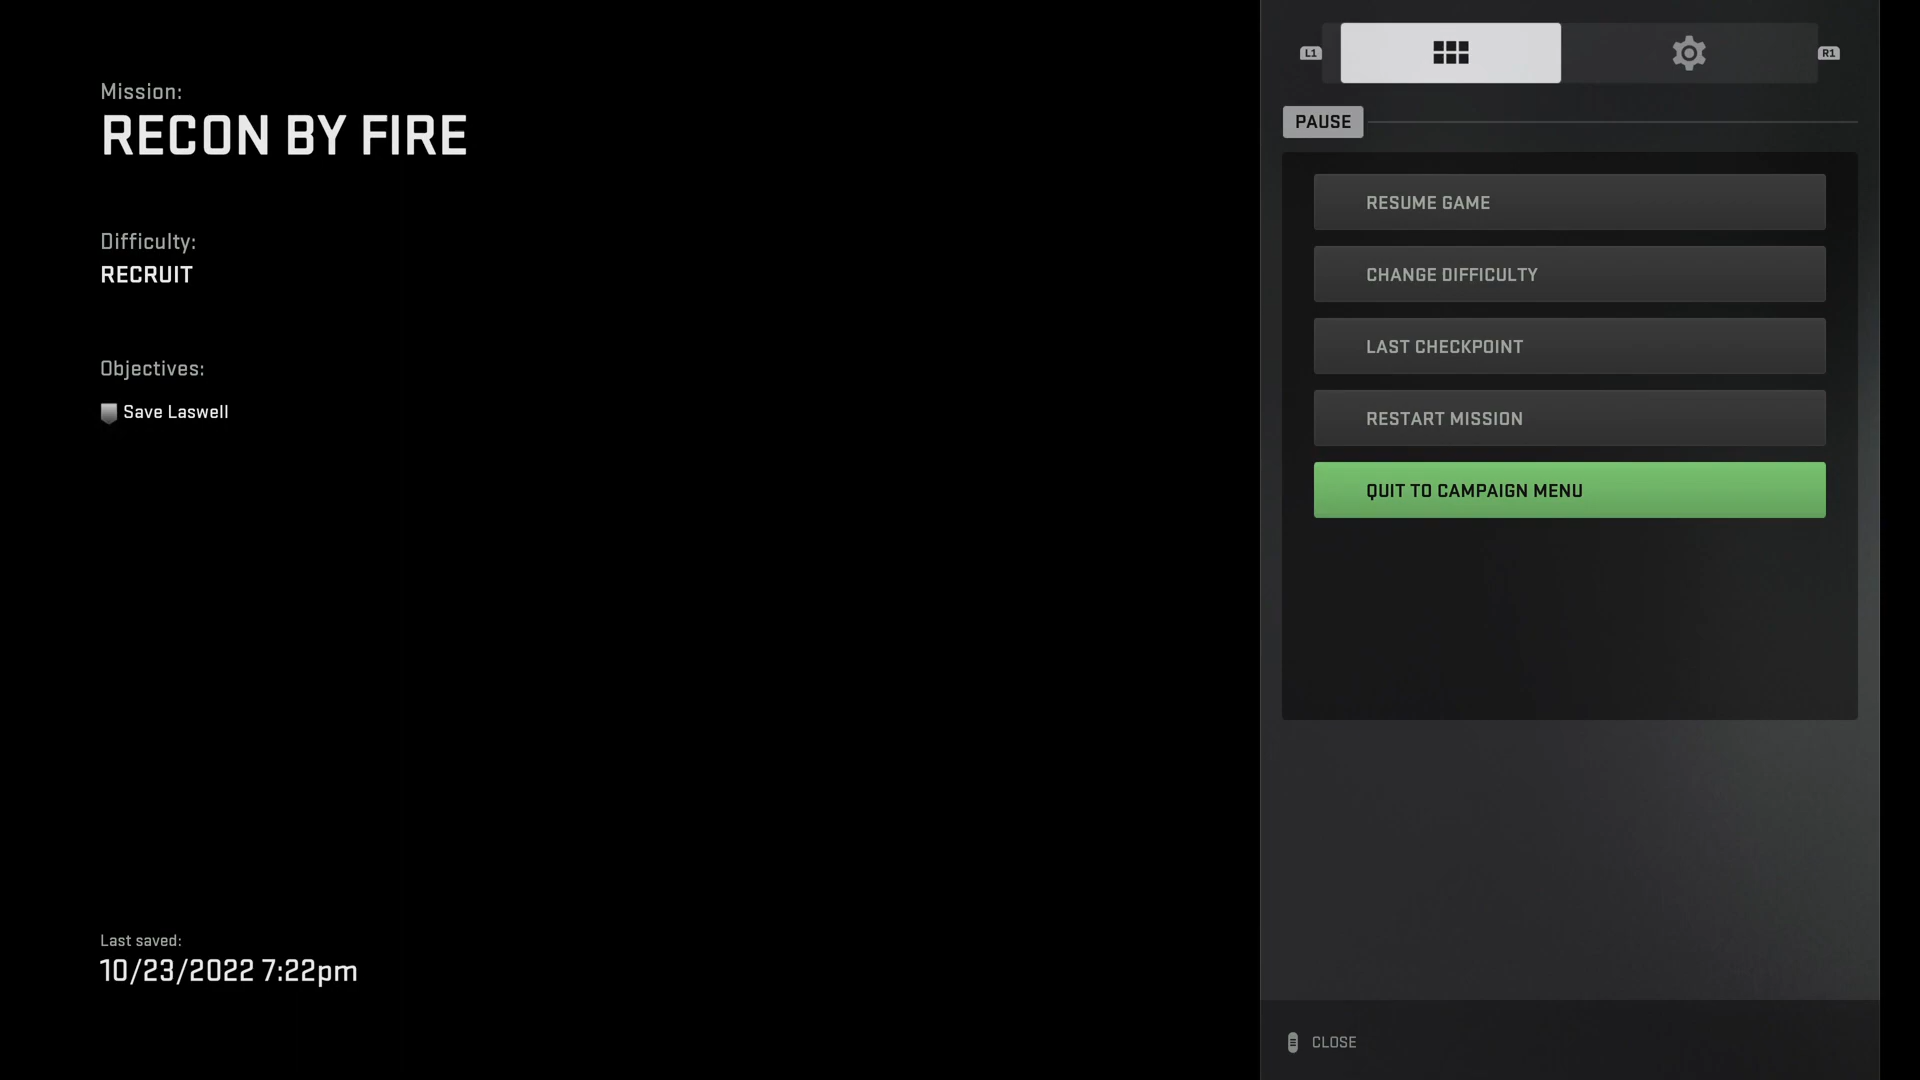 Mission:
RECON BY FIRE
Difficulty:
RECRUIT
Objectives:
Save Laswell
Last saved:
10/23/2022 7:22pm
L1
R1
PAUSE
RESUME GAME
CHANGE DIFFICULTY
LAST CHECKPOINT
RESTART MISSION
QUIT TO CAMPAIGN MENU
CLOSE